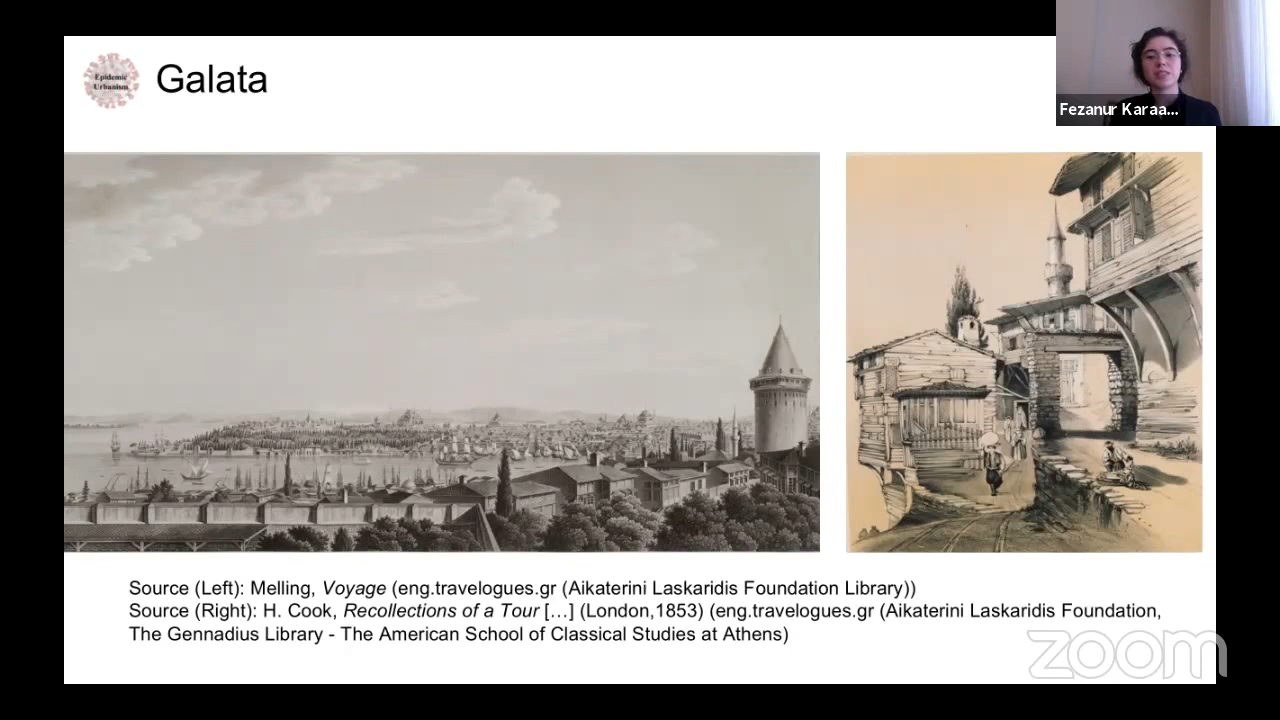 Epidemic
Urbanism
Galata
Fezanur Karaa...
Source (Left): Melling, Voyage (eng.travelogues.gr (Aikaterini Laskaridis Foundation Library))
Source (Right): H. Cook, Recollections of a Tour […] (London,1853) (eng.travelogues.gr (Aikaterini Laskaridis Foundation,
The Gennadius Library - The American School of Classical Studies at Athens)
zoom